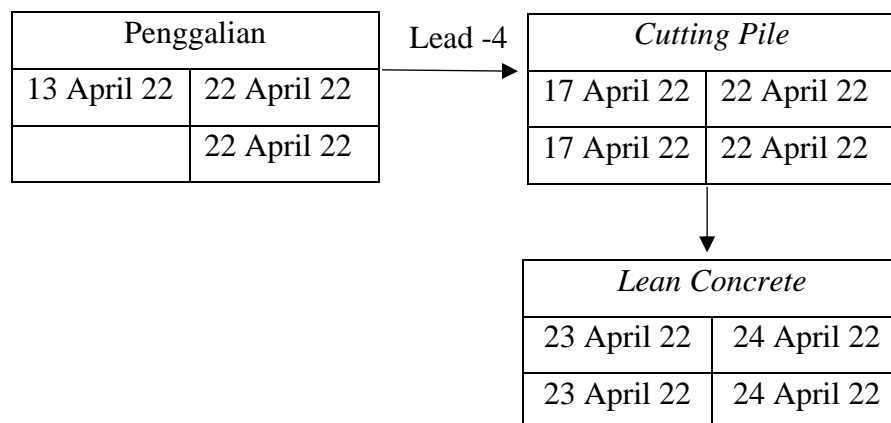 Penggalian
Lead -4
Cutting Pile
13 April 22 22 April 22
17 April 22 22 April 22
22 April 22
17 April 22 22 April 22
Lean Concrete
23 April 22 24 April 22
23 April 22 24 April 22